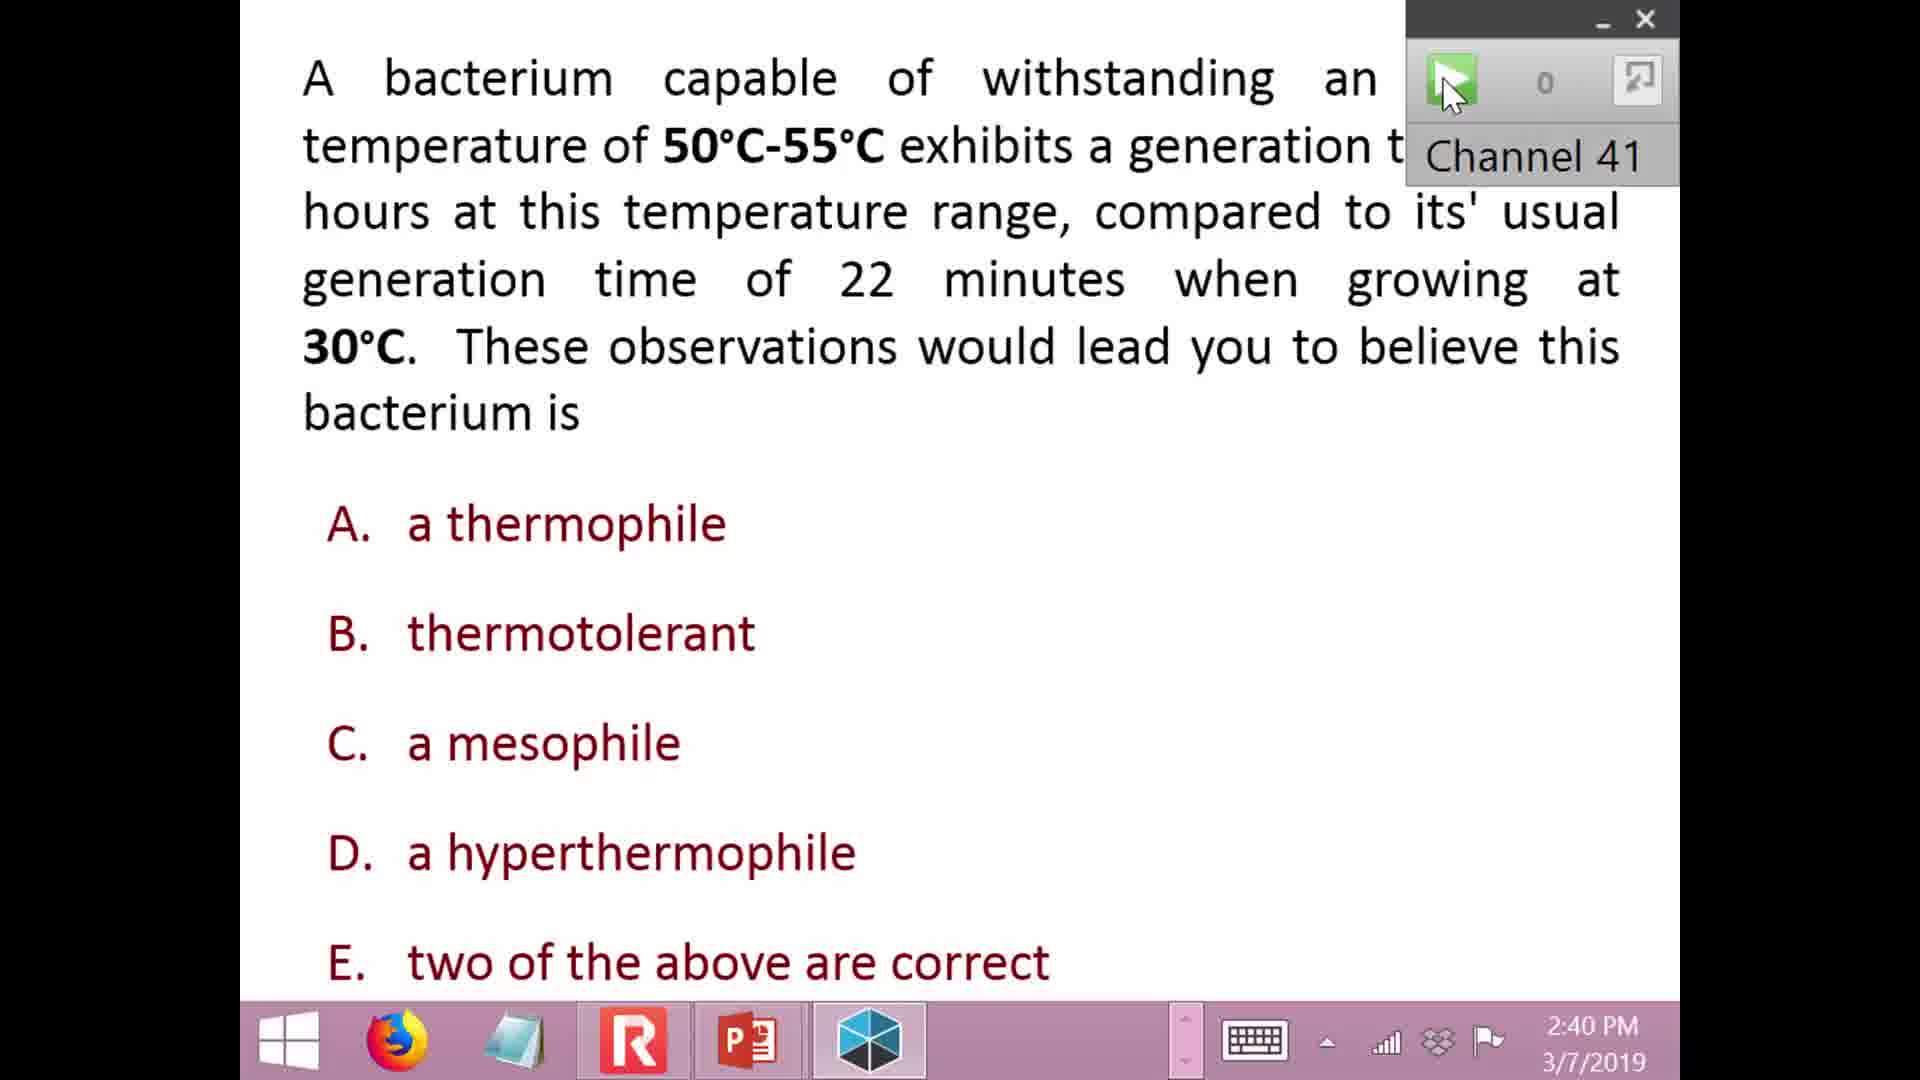 A bacterium capable of withstanding an
temperature of 50°C-55°C exhibits a generation t
hours at this temperature range, compared to its' usual
generation time of 22 minutes when growing at
30°C. These observations would lead you to believe this
bacterium is
A. a thermophile
B. thermotolerant
C. a mesophile
D. a hyperthermophile
E. two of the above are correct
0
Channel 41
2:40 PM
3/7/2019